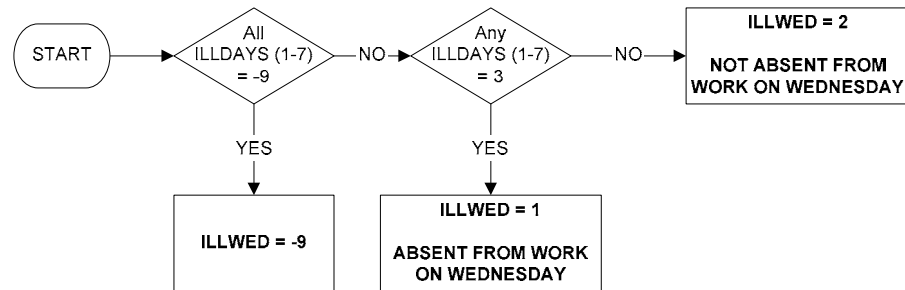 START
All
ILLDAYS (1-7)
= -9
NO
Any
ILLDAYS (1-7)
= 3
NO
ILLWED = 2
NOT ABSENT FROM
WORK ON WEDNESDAY
YES
YES
ILLWED = -9
ILLWED = 1
ABSENT FROM WORK
ON WEDNESDAY